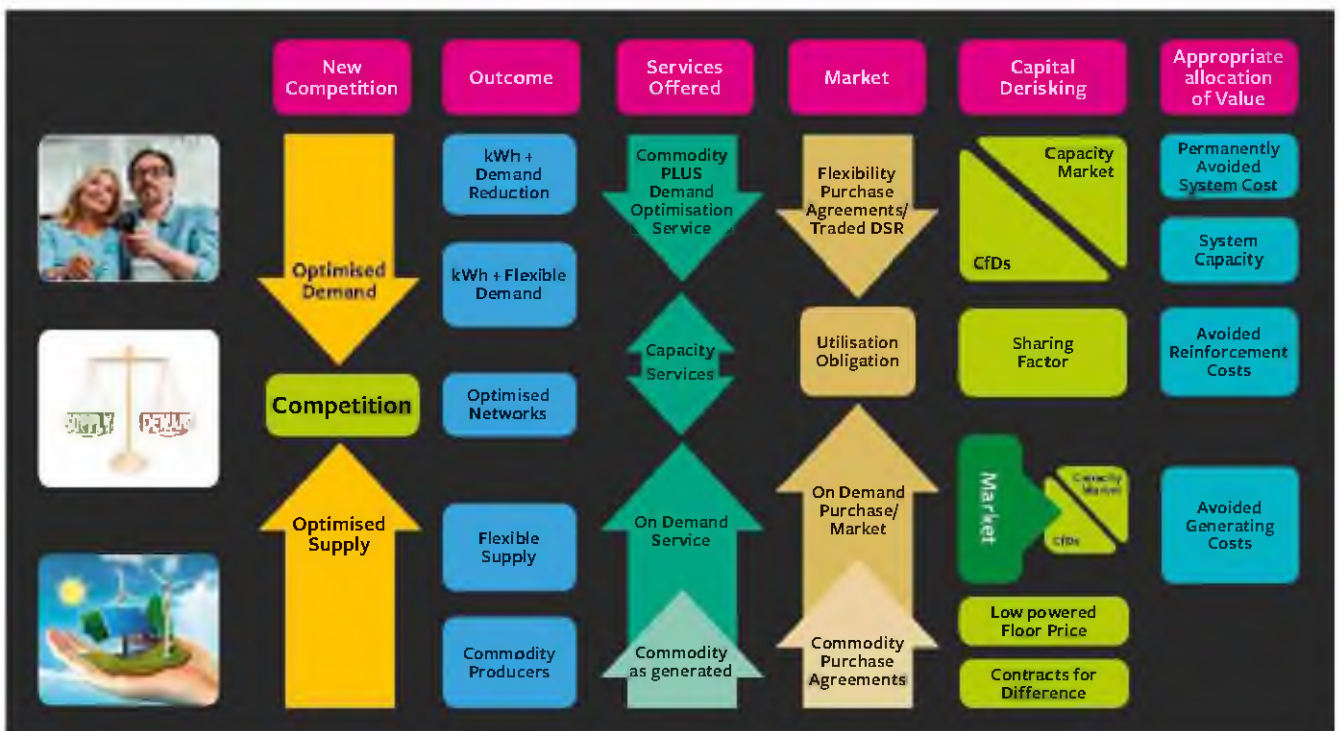 New
Competition
Outcome
Services
Offered
Market
Capital
Derisking
Appropriate
allocation
of Value
Optimised
Demand
Competition
Optimised
Supply
kWh +
Demand
Reduction
kWh + Flexible
Demand
Optimised
Networks
Flexible
Supply
Commodity
Producers
Commodity
PLUS
Demand
Optimisation
Service
Capacity
Services
On Demand
Service
Commodity
as generated
Flexibility
Purchase
Agreements/
Traded DSR
Utilisation
Obligation
On Demand
Purchase/
Market
Commodity
Purchase
Agreements
Capacity
Market
CfDs
Sharing
Factor
Market
Capacity
Market
CfDs
Low powered
Floor Price
Contracts for
Difference
Permanently
Avoided
System Cost
System
Capacity
Avoided
Reinforcement
Costs
Avoided
Generating
Costs
SUPPLY
DEMAND